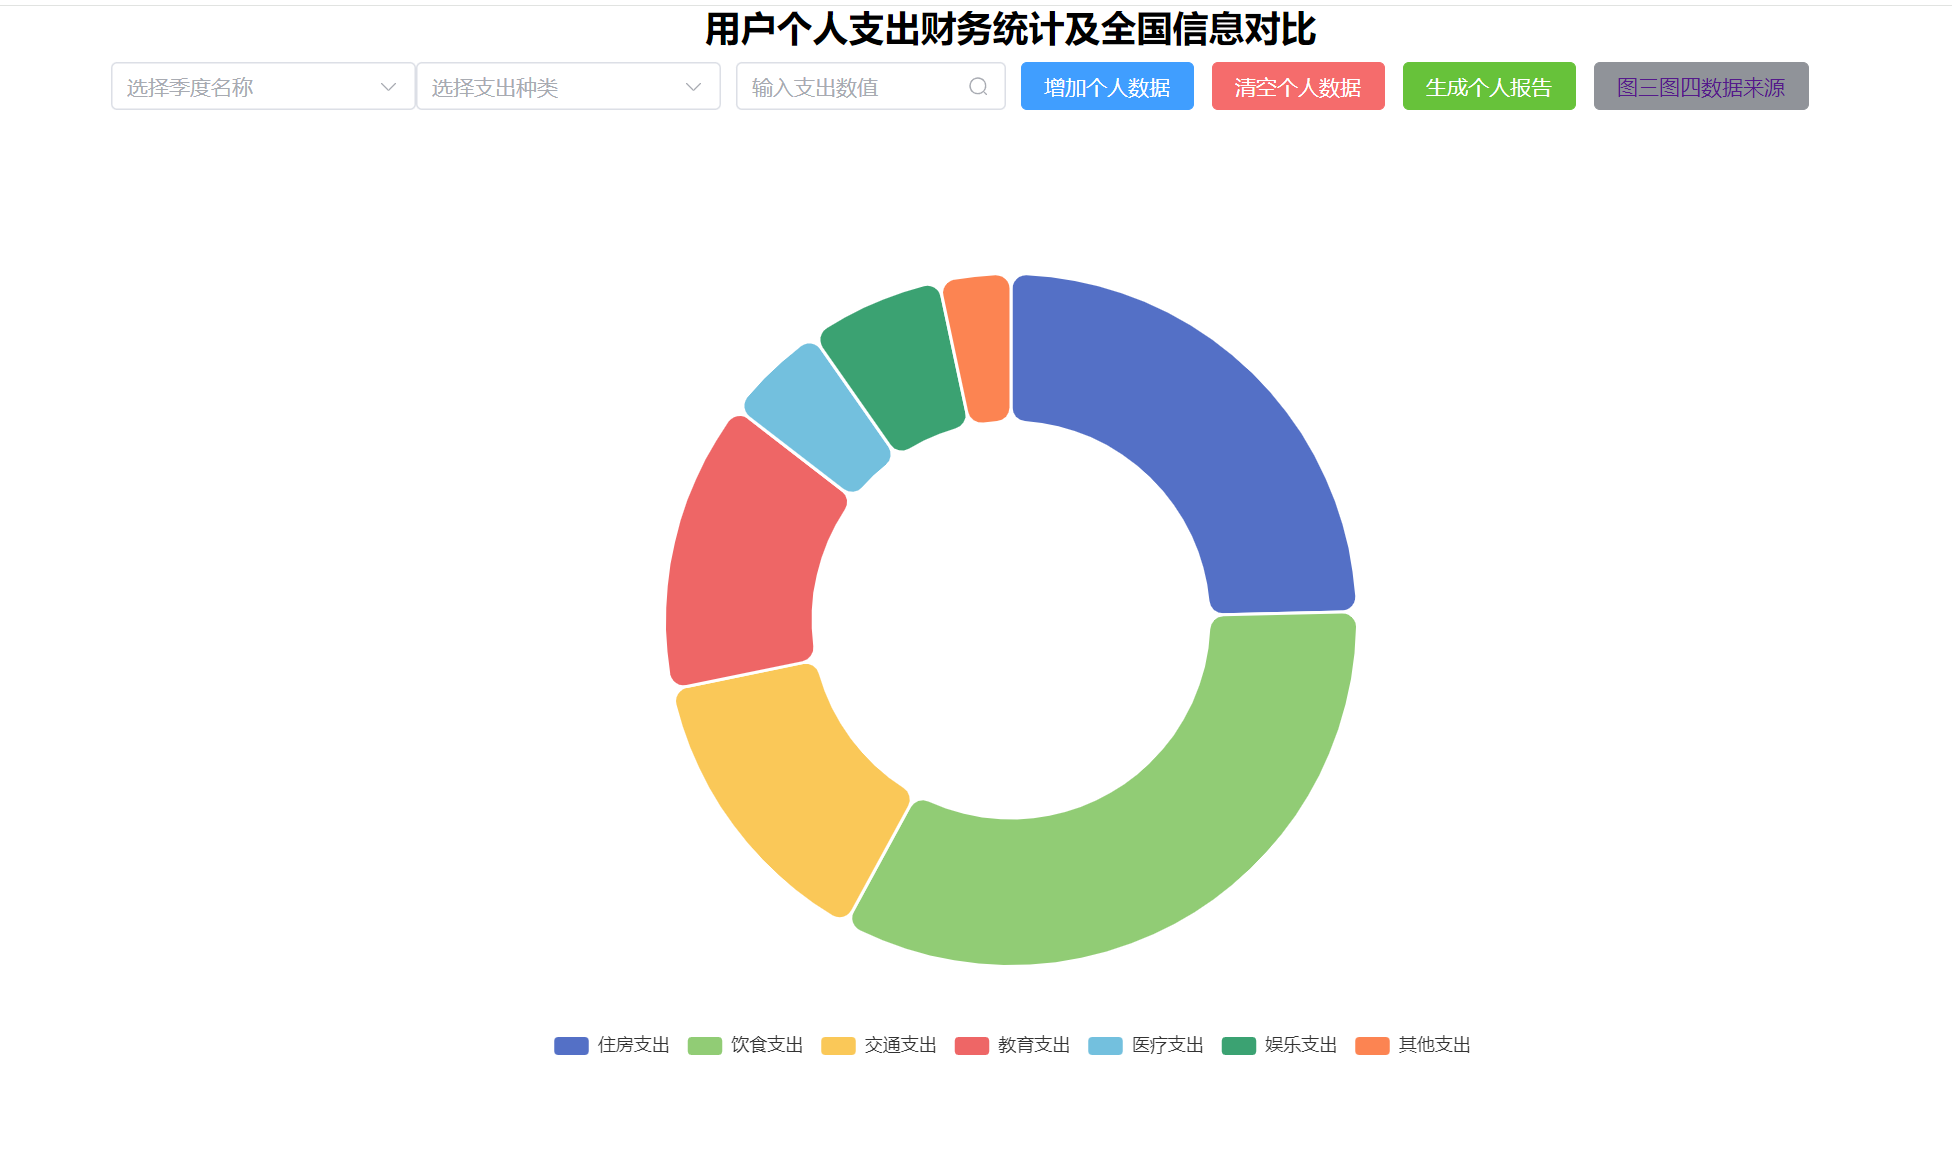 用户个人支出财务统计及全国信息对比
选择季度名称 选择支出种类 输入支出数值 增加个人数据 清空个人数据 生成个人报告 图三图四数据来源
住房支出 饮食支出 交通支出 教育支出 医疗支出 娱乐支出 其他支出